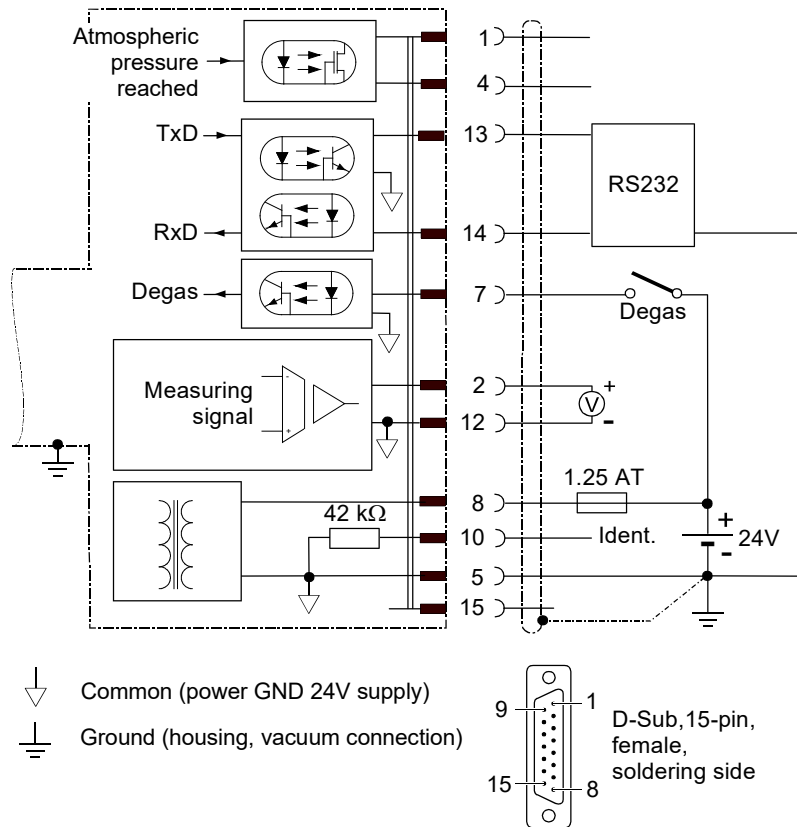 Atmospheric
pressure
reached
1
4
TxD
13
RS232
RxD
14
Degas
7
Degas
Measuring
signal
-
+
2
V
+
-
12
8
1.25 AT
42 kΩ
10
Ident.
+
-
24V
5
15
Common (power GND 24V supply)
Ground (housing, vacuum connection)
9
1
15
8
D-Sub,15-pin,
female,
soldering side